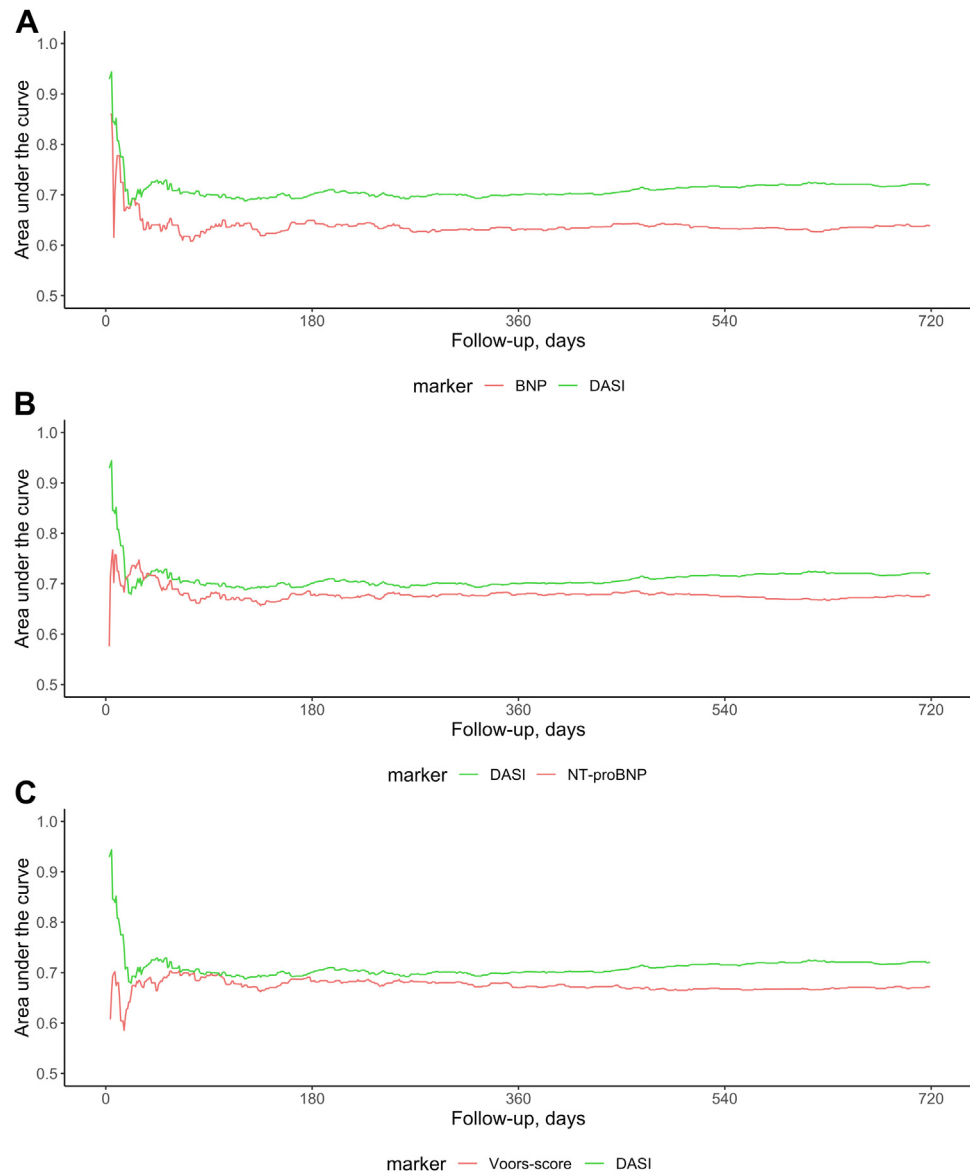 A
1.0
0.9
0.8
0.7
0.6
0.5
Area under the curve
0 180 360 540 720
Follow-up, days
marker BNP DASI
B
1.0
0.9
0.8
0.7
0.6
0.5
Area under the curve
0 180 360 540 720
Follow-up, days
marker DASI NT-proBNP
C
1.0
0.9
0.8
0.7
0.6
0.5
Area under the curve
0 180 360 540 720
Follow-up, days
marker Voors-score DASI